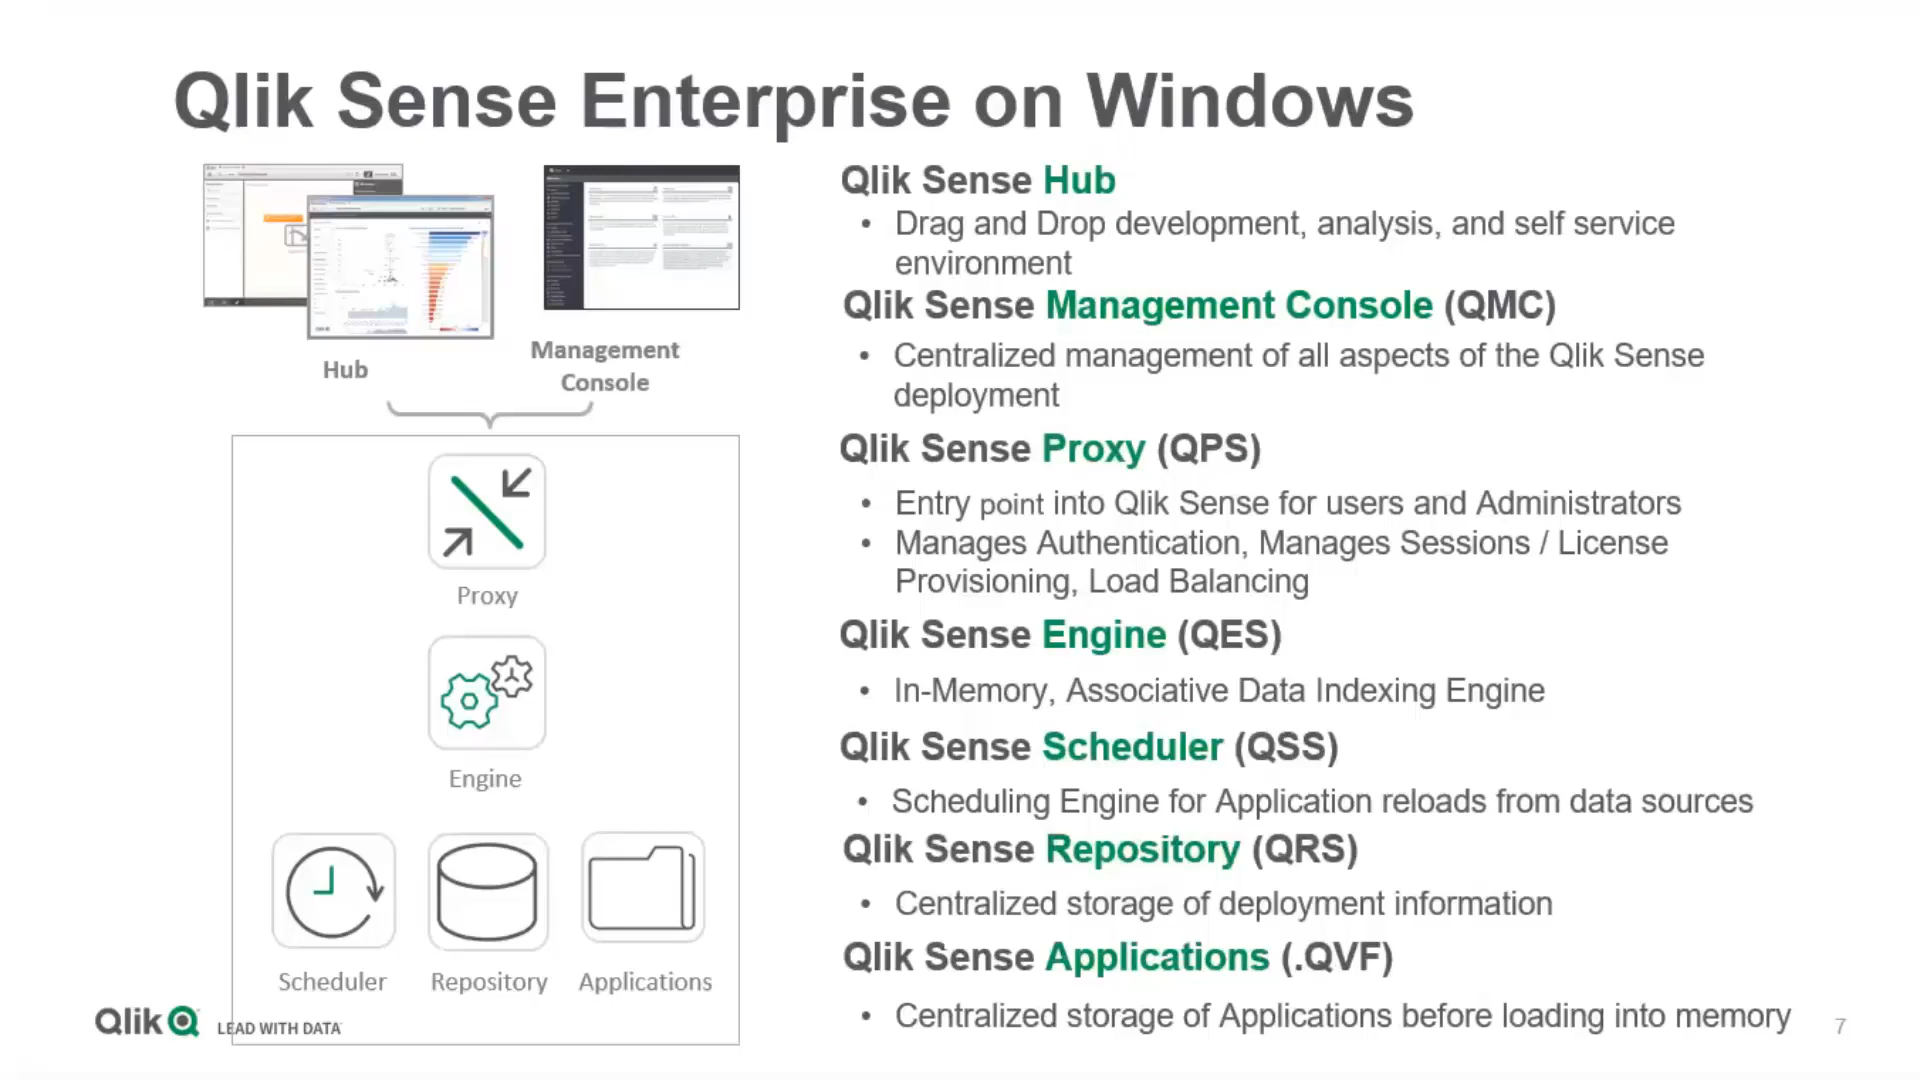 Qlik Sense Enterprise on Windows
Hub
Management
Console
Proxy
Engine
Scheduler
Repository
Applications
Qlik Sense Hub
• Drag and Drop development, analysis, and self service
environment
Qlik Sense Management Console (QMC)
• Centralized management of all aspects of the Qlik Sense
deployment
Qlik Sense Proxy (QPS)
• Entry point into Qlik Sense for users and Administrators
• Manages Authentication, Manages Sessions / License
Provisioning, Load Balancing
Qlik Sense Engine (QES)
• In-Memory, Associative Data Indexing Engine
Qlik Sense Scheduler (QSS)
• Scheduling Engine for Application reloads from data sources
Qlik Sense Repository (QRS)
• Centralized storage of deployment information
Qlik Sense Applications (.QVF)
• Centralized storage of Applications before loading into memory
Qlik LEAD WITH DATA
7